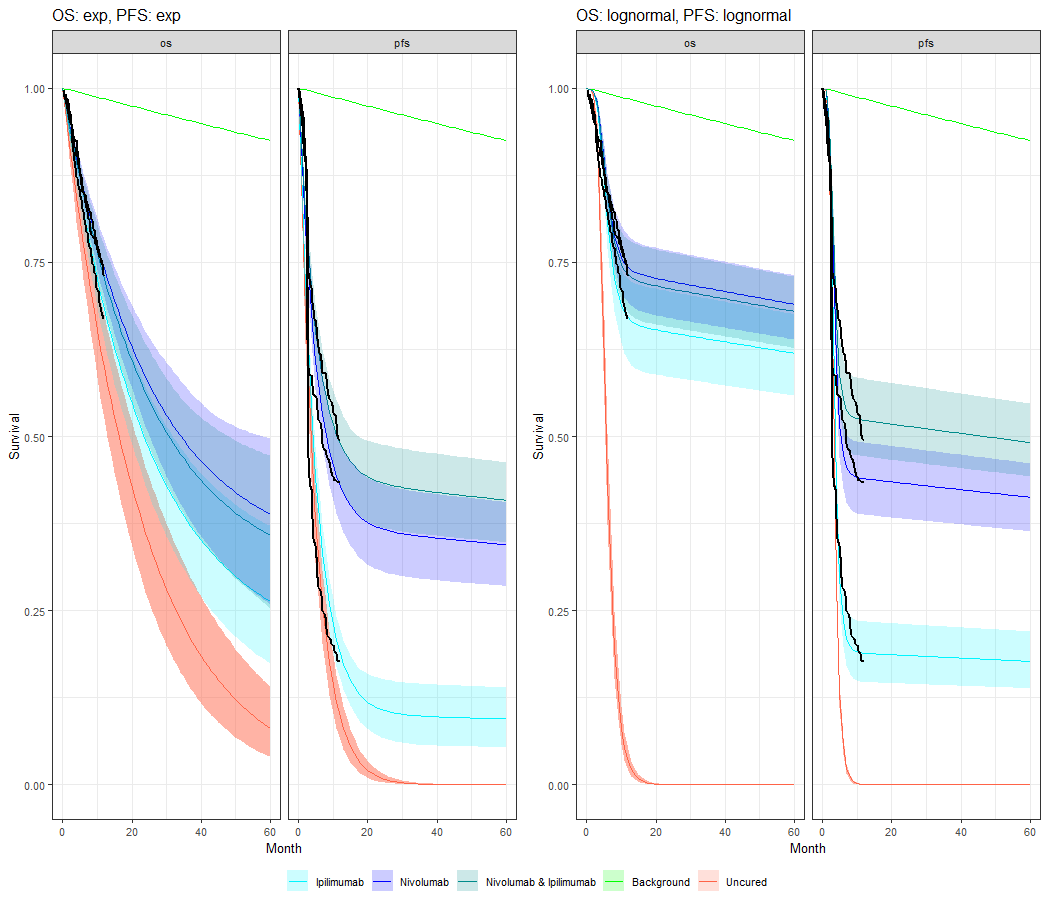 OS: exp, PFS: exp
OS: lognormal, PFS: lognormal
os
pfs
os
pfs
Survival
1.00
0.75
0.50
0.25
0.00
0 20 40 60
0 20 40 60
Month
Survival
1.00
0.75
0.50
0.25
0.00
0 20 40 60
0 20 40 60
Month
Ipilimumab
Nivolumab
Nivolumab & Ipilimumab
Background
Uncured